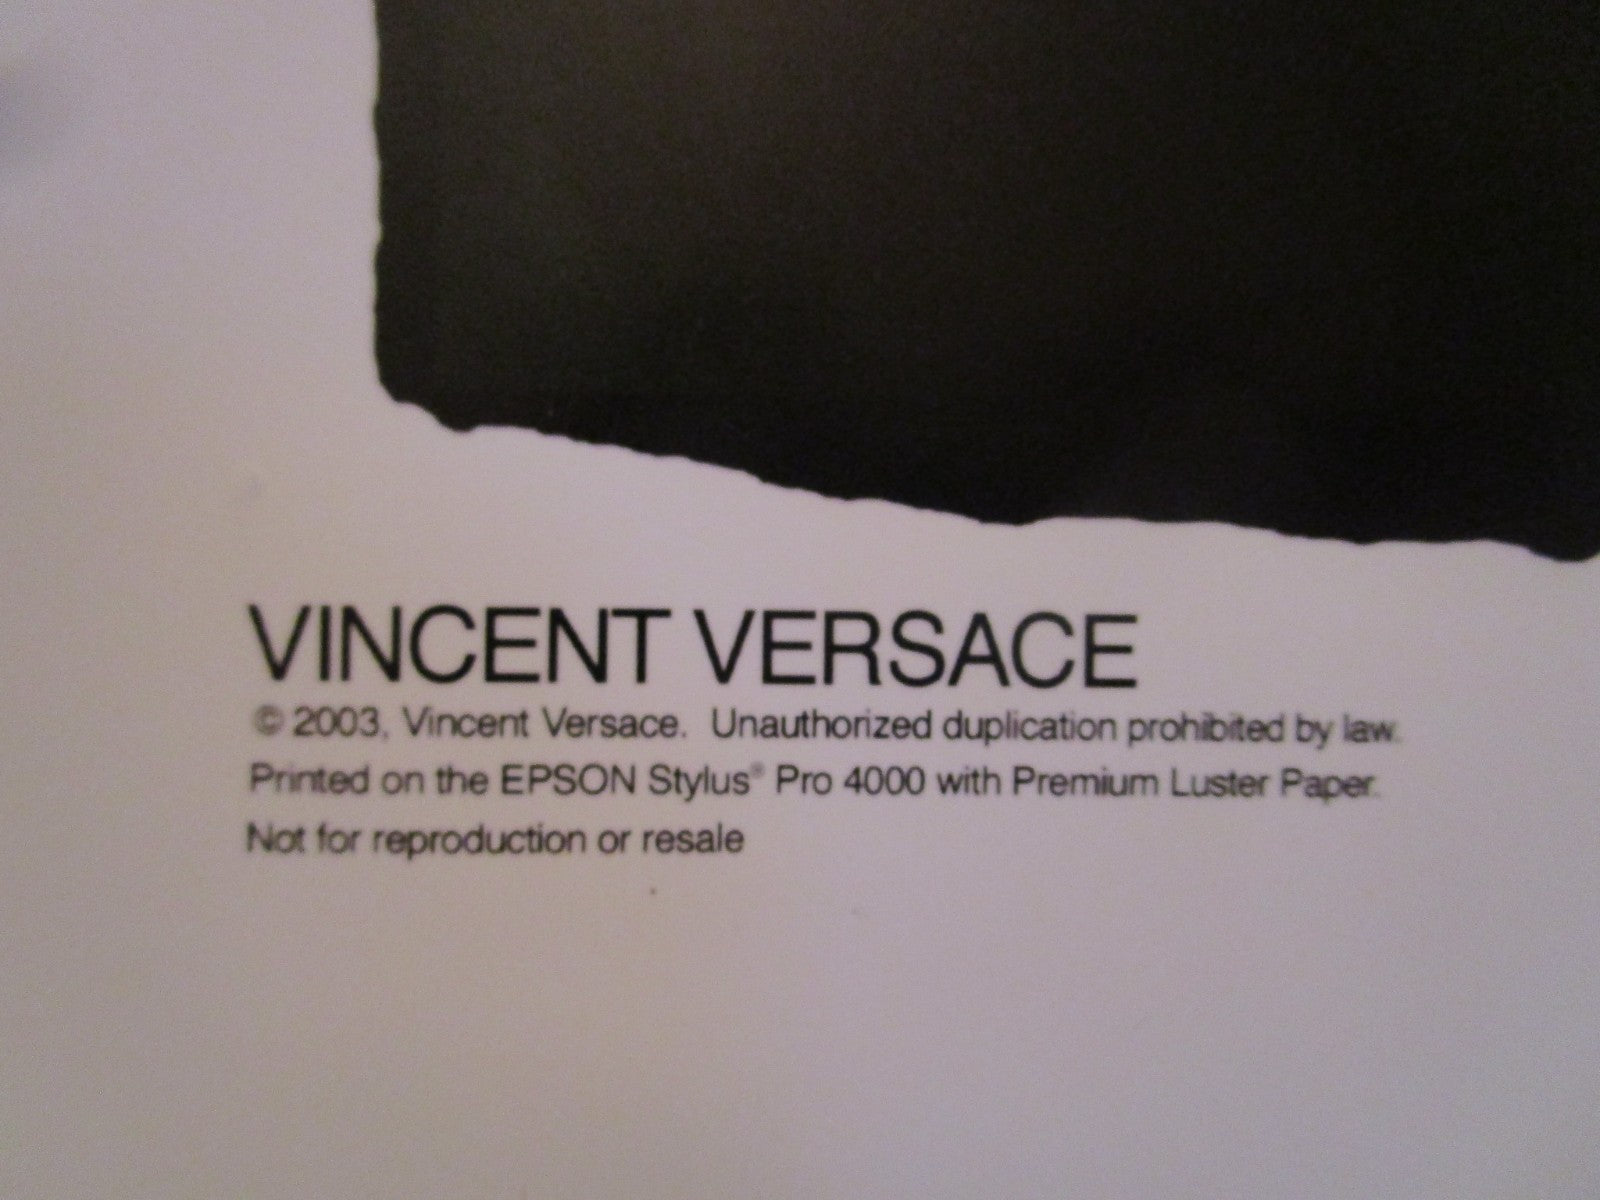 VINCENT VERSACE
© 2003, Vincent Versace. Unauthorized duplication prohibited by law.
Printed on the EPSON Stylus® Pro 4000 with Premium Luster Paper.
Not for reproduction or resale